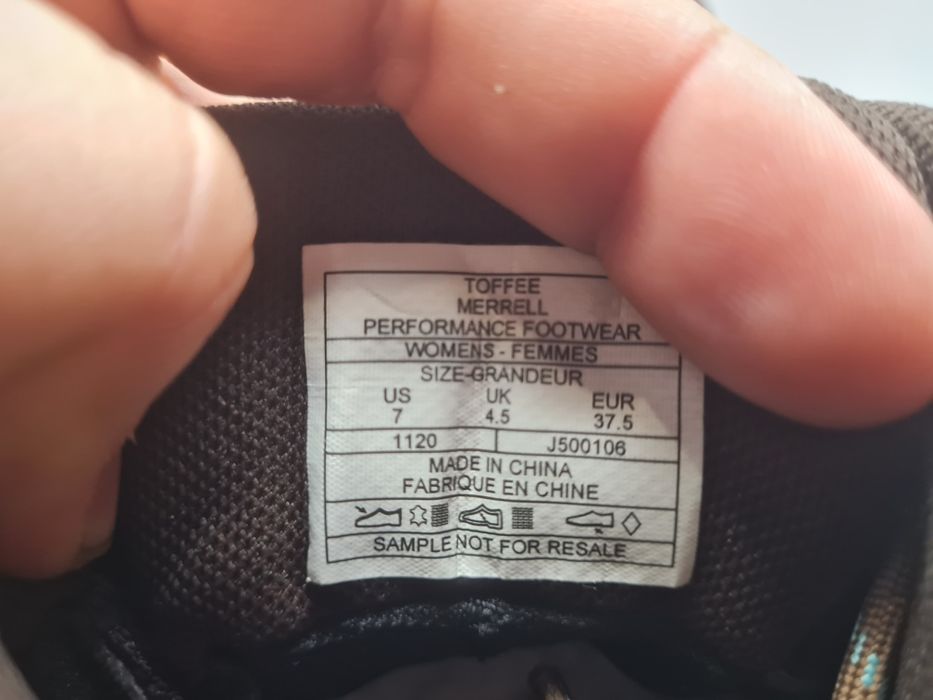 TOFFEE
MERRELL
PERFORMANCE FOOTWEAR
WOMENS - FEMMES
SIZE-GRANDEUR
US UK EUR
7 4.5 37.5
1120 J500106
MADE IN CHINA
FABRIQUE EN CHINE
SAMPLE NOT FOR RESALE